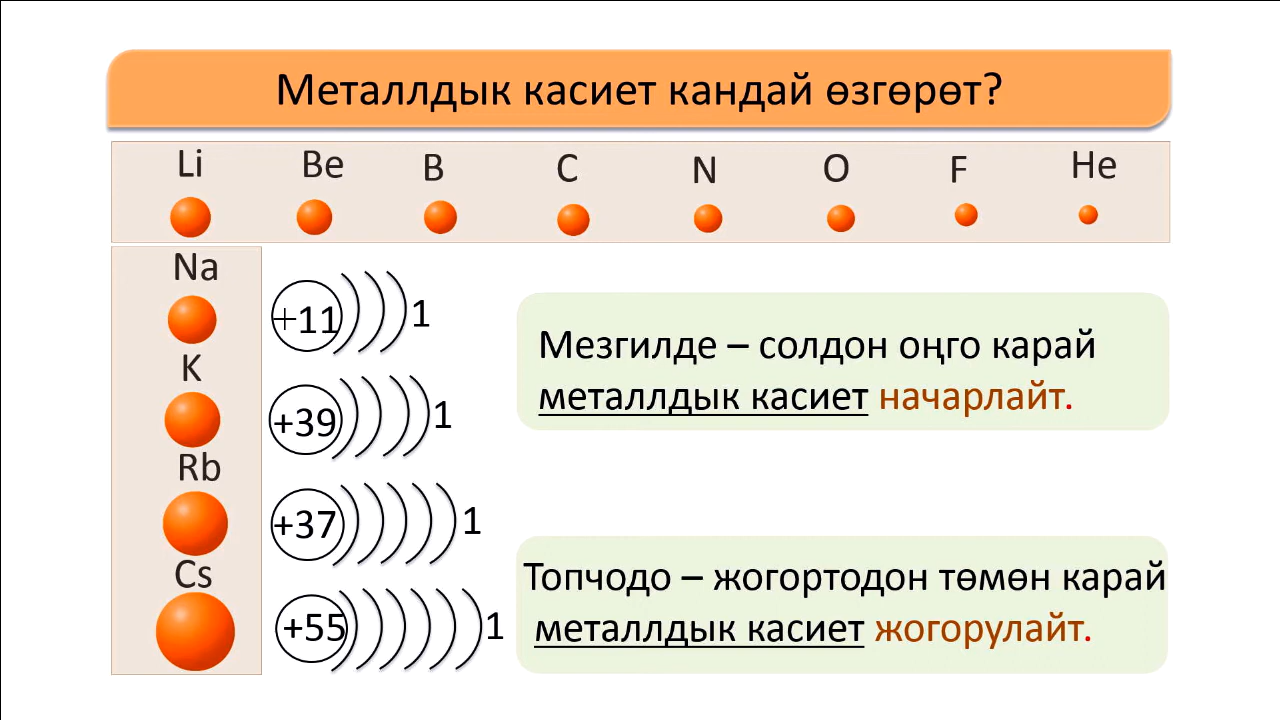 Металлдык касиет кандай өзгөрөт?
Li Be B C N O F He
Na
+11 1
K
+39 1
Rb
+37 1
Cs
+55 1
Мезгилде – солдон оңго карай
металлдык касиет начарлайт.
Топчодо – жогортодон төмөн карай
металлдык касиет жогорулайт.